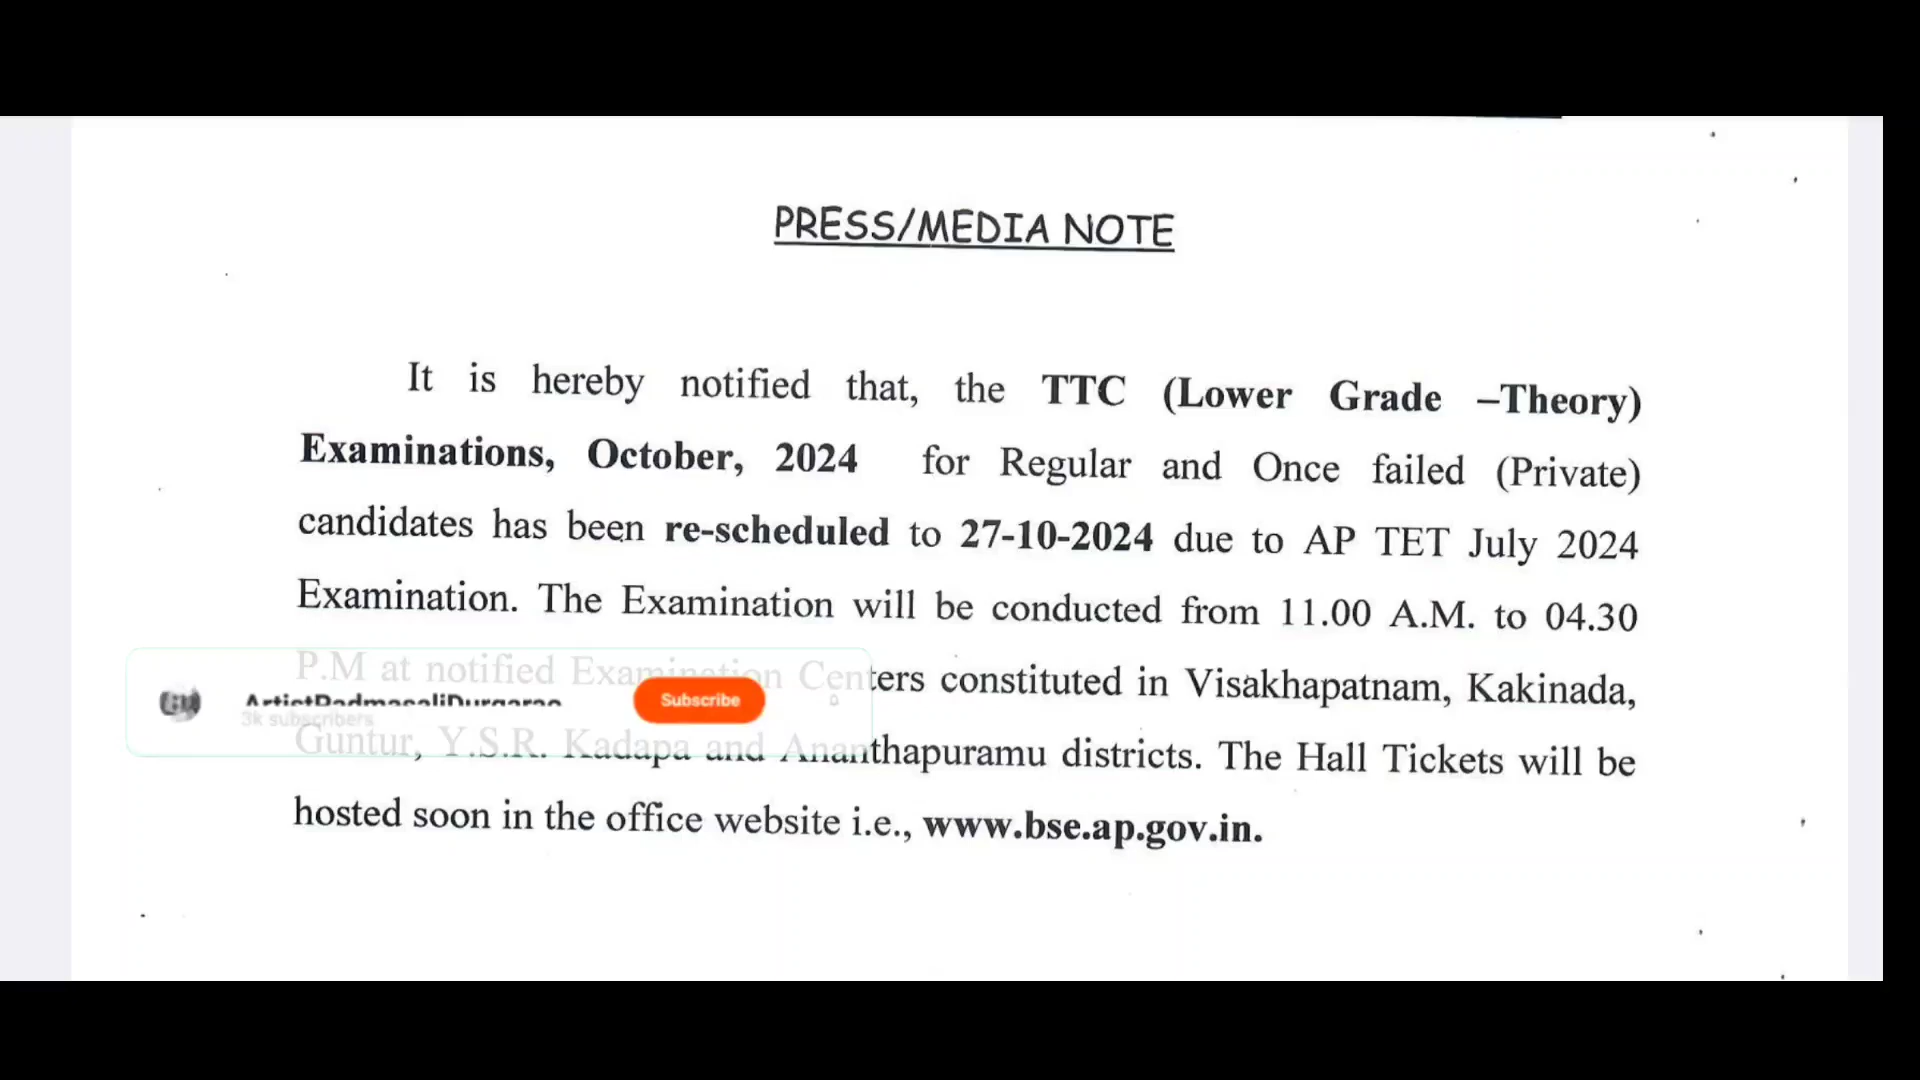 PRESS/MEDIA NOTE
It is hereby notified that, the TTC (Lower Grade –Theory)
Examinations, October, 2024 for Regular and Once failed (Private)
candidates has been re-scheduled to 27-10-2024 due to AP TET July 2024
Examination. The Examination will be conducted from 11.00 A.M. to 04.30
P.M at notified Examination Centers constituted in Visakhapatnam, Kakinada,
Subscribe
3k subscribers
Guntur, Y.S.R. Kadapa and Ananthapuramu districts. The Hall Tickets will be
hosted soon in the office website i.e., www.bse.ap.gov.in.